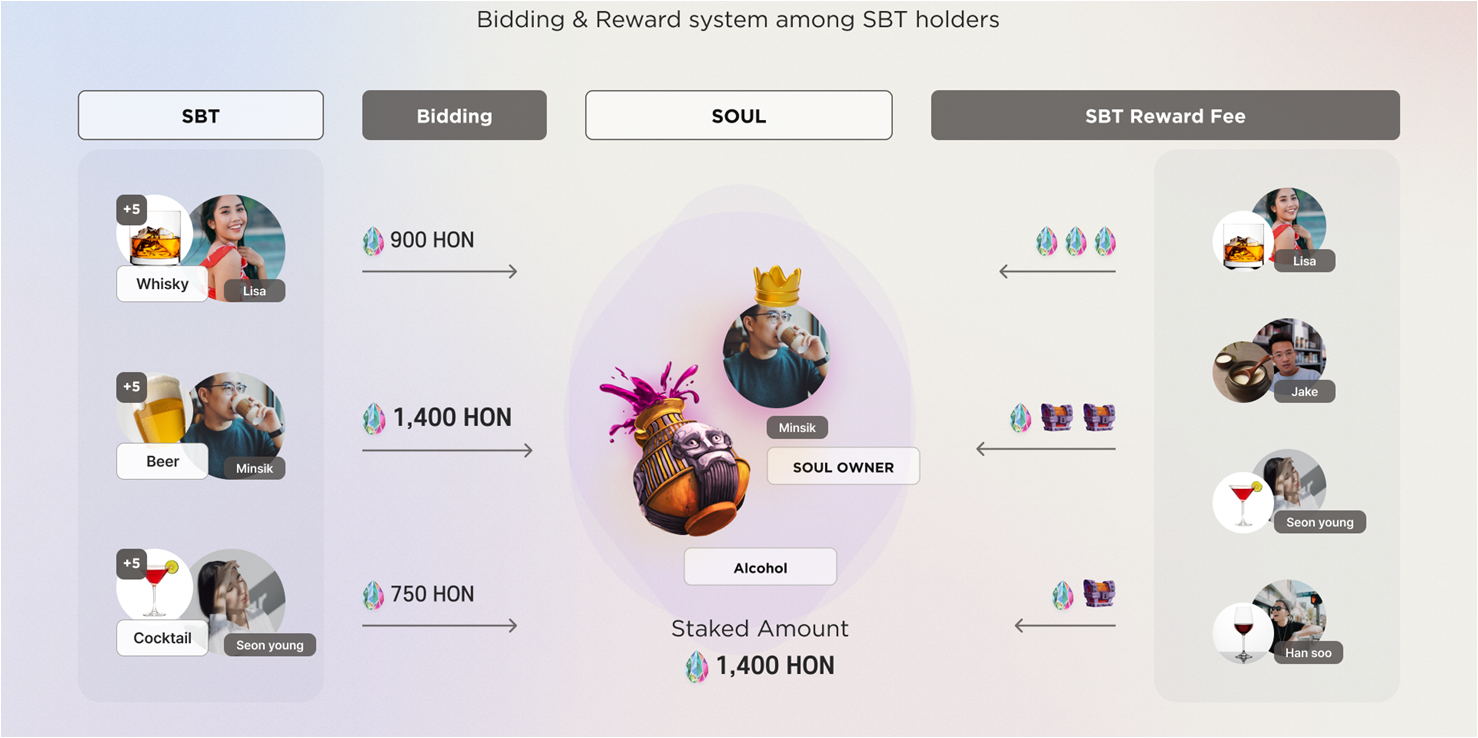 Bidding & Reward system among SBT holders
SBT
Bidding
SOUL
SBT Reward Fee
+5
Whisky
Lisa
900 HON
Lisa
+5
Beer
Minsik
1,400 HON
Minsik
SOUL OWNER
Jake
+5
Cocktail
Seon young
750 HON
Alcohol
Staked Amount
1,400 HON
Seon young
Han soo